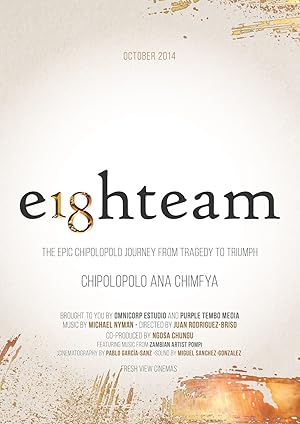 OCTOBER 2014
e18hteam
THE EPIC CHIPOLOPOLO JOURNEY FROM TRAGEDY TO TRIUMPH
CHIPOLOPOLO ANA CHIMFYA
BROUGHT TO YOU BY OMNICORP ESTUDIO AND PURPLE TEMBO MEDIA
MUSIC BY MICHAEL NYMAN · DIRECTED BY JUAN RODRIGUEZ-BRISO
CO-PRODUCED BY NGOSA CHUNGU
FEATURING MUSIC FROM ZAMBIAN ARTIST POMPI
CINEMATOGRAPHY BY PABLO GARCÍA-SANZ · SOUND BY MIGUEL SANCHEZ-GONZALEZ
FRESH VIEW CINEMAS